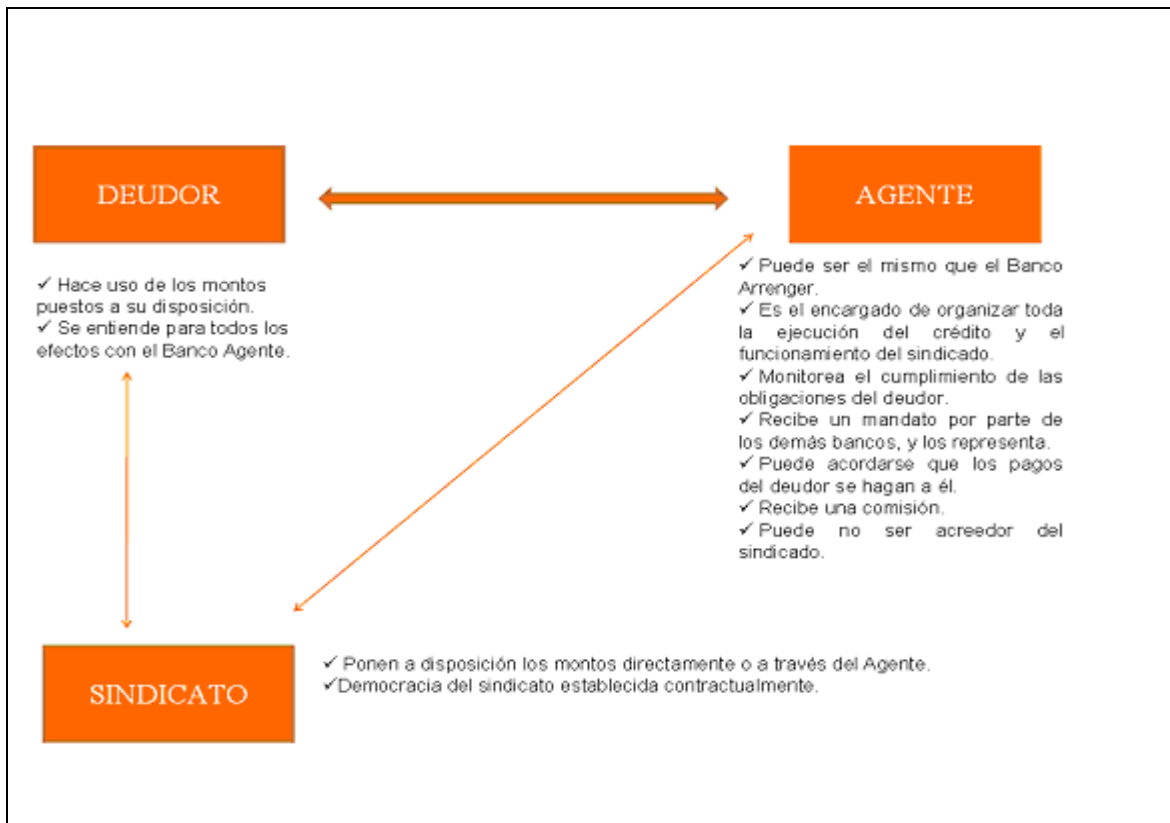 DEUDOR
✓ Hace uso de los montos
puestos a su disposición.
✓ Se entiende para todos los
efectos con el Banco Agente.
AGENTE
✓ Puede ser el mismo que el Banco
Arrenger.
✓ Es el encargado de organizar toda
la ejecución del crédito y el
funcionamiento del sindicado.
✓ Monitorea el cumplimiento de las
obligaciones del deudor.
✓ Recibe un mandato por parte de
los demás bancos, y los representa.
✓ Puede acordarse que los pagos
del deudor se hagan a él.
✓ Recibe una comisión.
✓ Puede no ser acreedor del
sindicado.
SINDICATO
✓ Ponen a disposición los montos directamente o a través del Agente.
✓Democracia del sindicato establecida contractualmente.